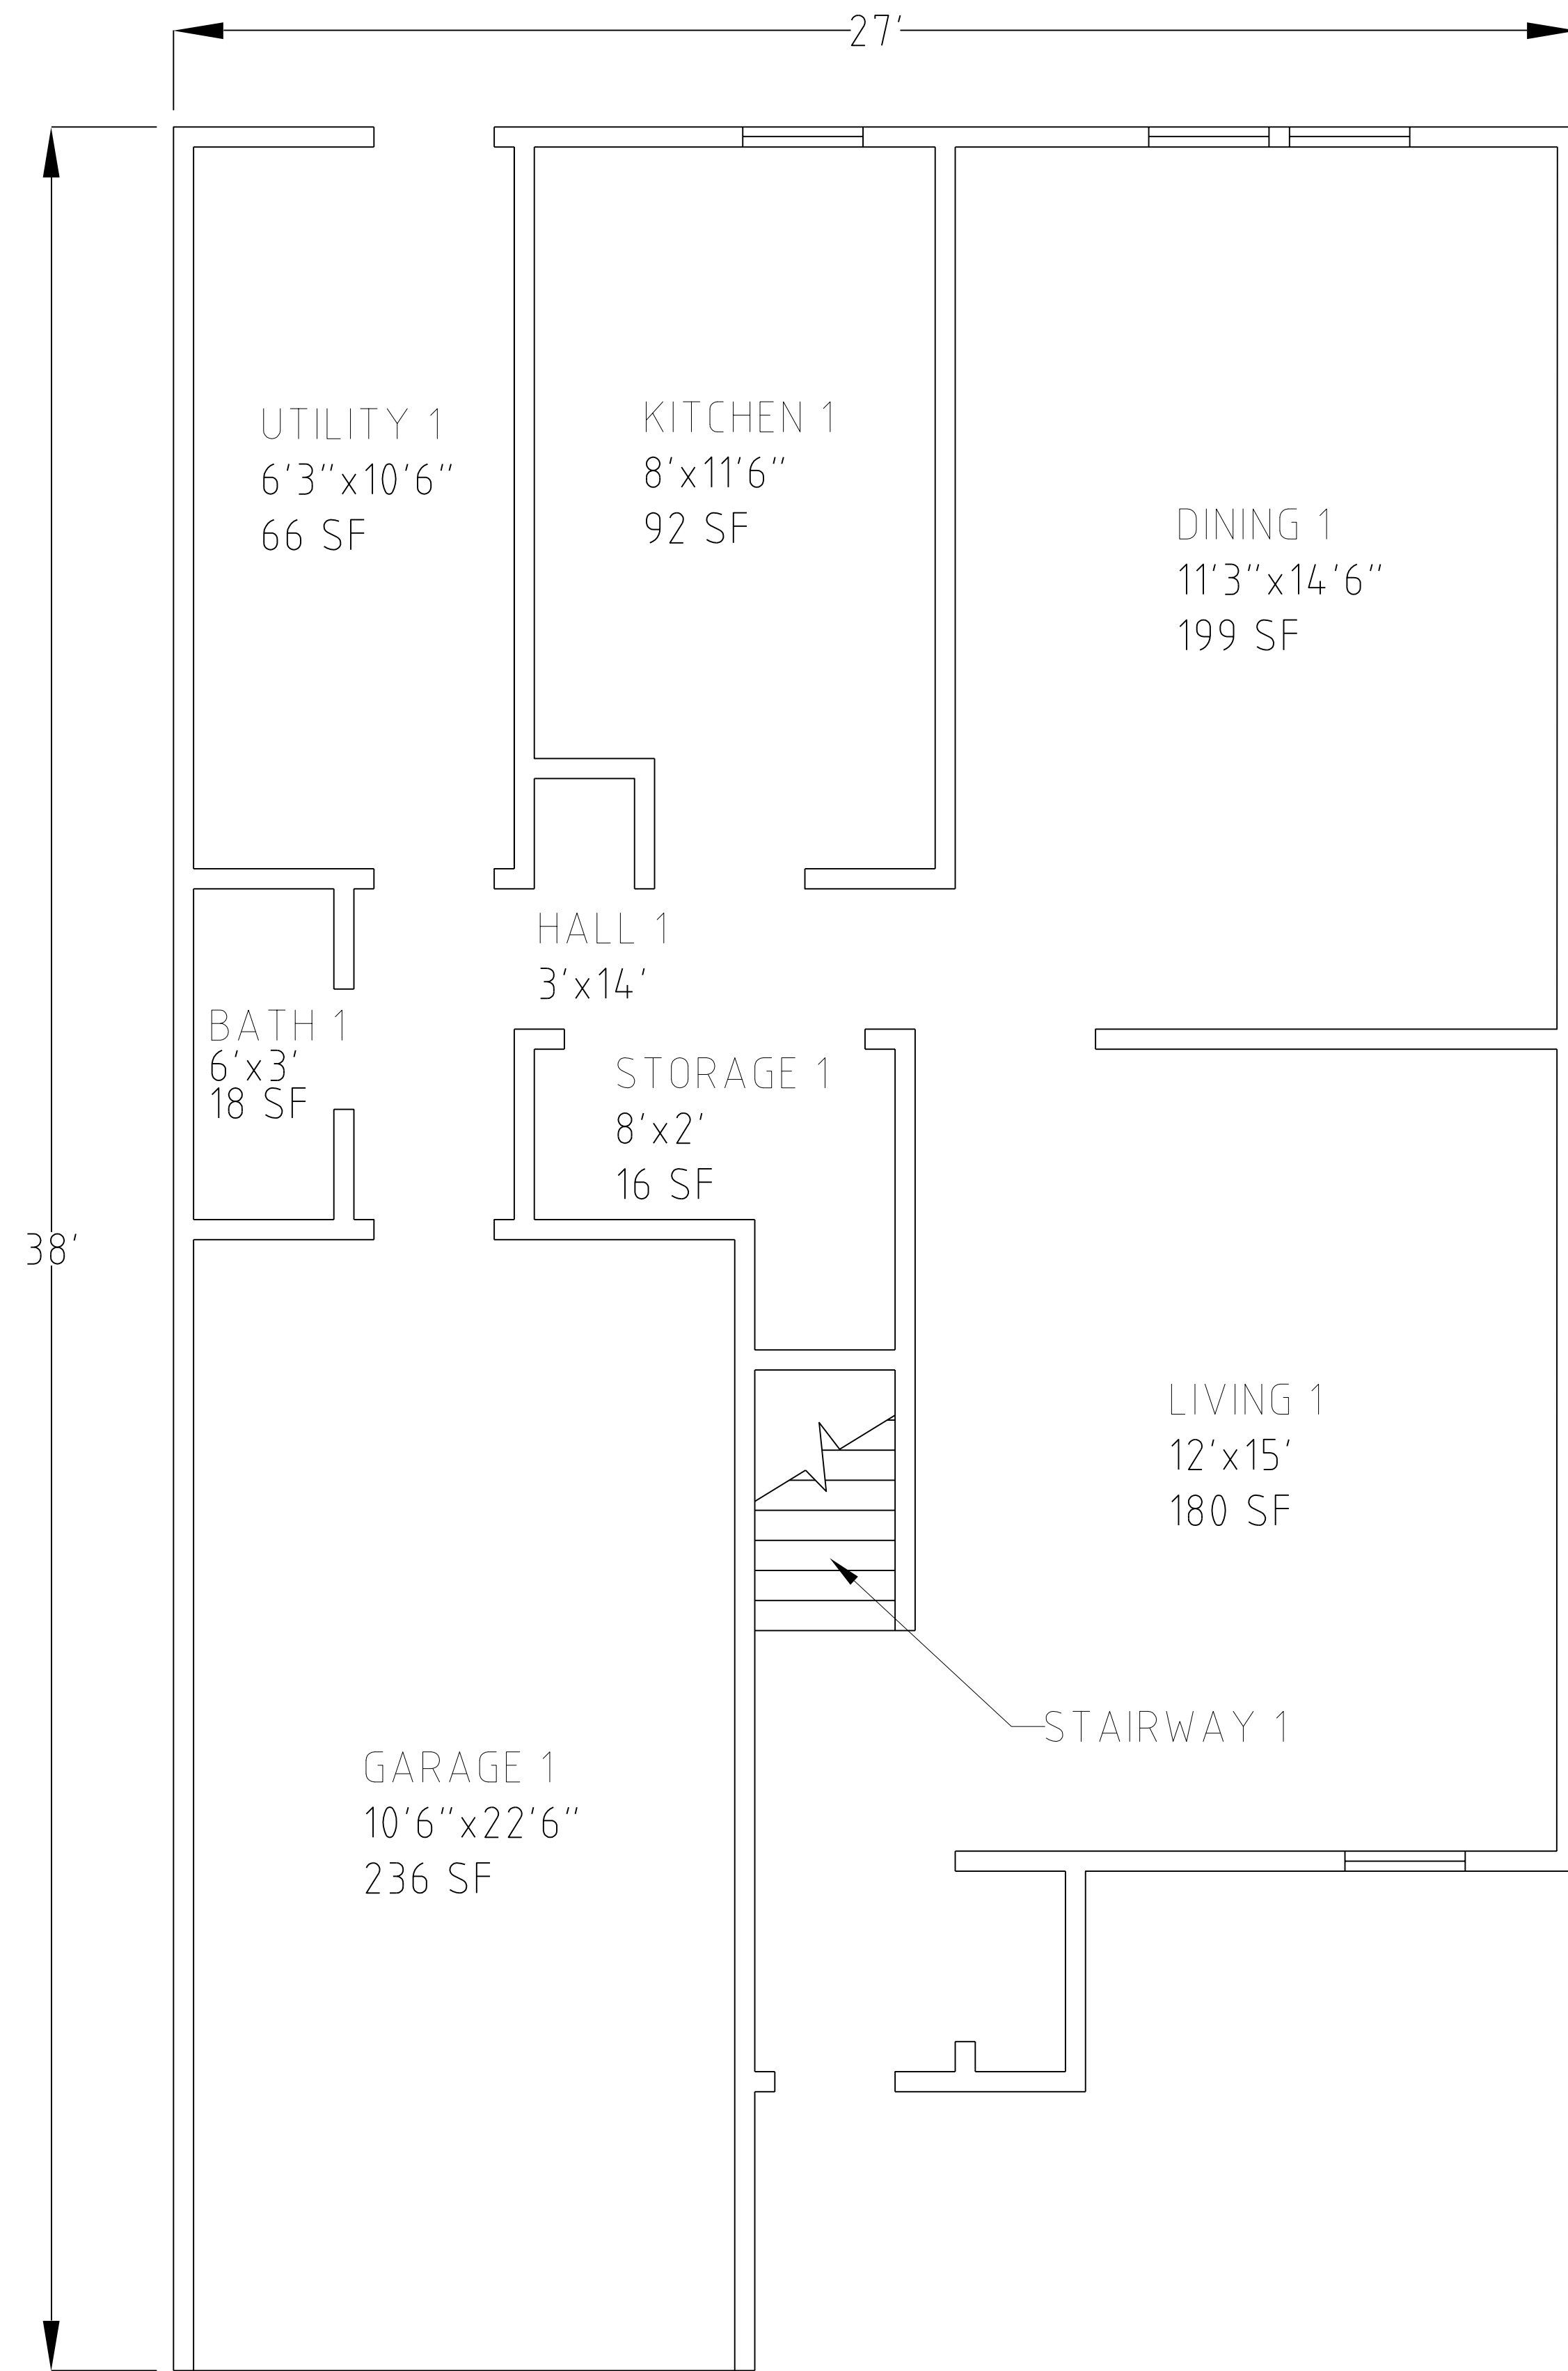 27'
UTILITY 1
6'3"x10'6"
66 SF
KITCHEN 1
8'x11'6"
92 SF
DINING 1
11'3"x14'6"
199 SF
HALL 1
3'x14'
BATH 1
6'x3'
18 SF
STORAGE 1
8'x2'
16 SF
38'
LIVING 1
12'x15'
180 SF
STAIRWAY 1
GARAGE 1
10'6"x22'6"
236 SF